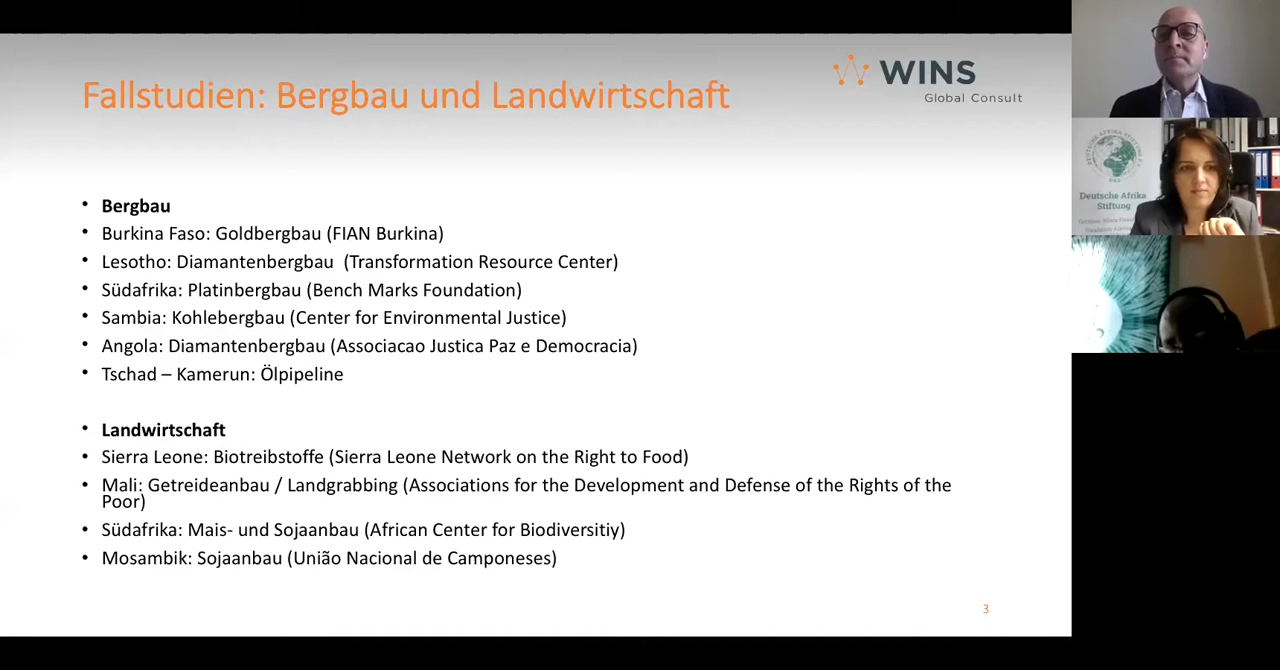 Fallstudien: Bergbau und Landwirtschaft
WINS
Global Consult
• Bergbau
• Burkina Faso: Goldbergbau (FIAN Burkina)
• Lesotho: Diamantenbergbau (Transformation Resource Center)
• Südafrika: Platinbergbau (Bench Marks Foundation)
• Sambia: Kohlebergbau (Center for Environmental Justice)
• Angola: Diamantenbergbau (Associacao Justica Paz e Democracia)
• Tschad – Kamerun: Ölpipeline
• Landwirtschaft
• Sierra Leone: Biotreibstoffe (Sierra Leone Network on the Right to Food)
• Mali: Getreideanbau / Landgrabbing (Associations for the Development and Defense of the Rights of the
Poor)
• Südafrika: Mais- und Sojaanbau (African Center for Biodiversitiy)
• Mosambik: Sojaanbau (União Nacional de Camponeses)
3
DEUTSCHE AFRIKA STIFTUNG
Deutsche Afrika
Stiftung